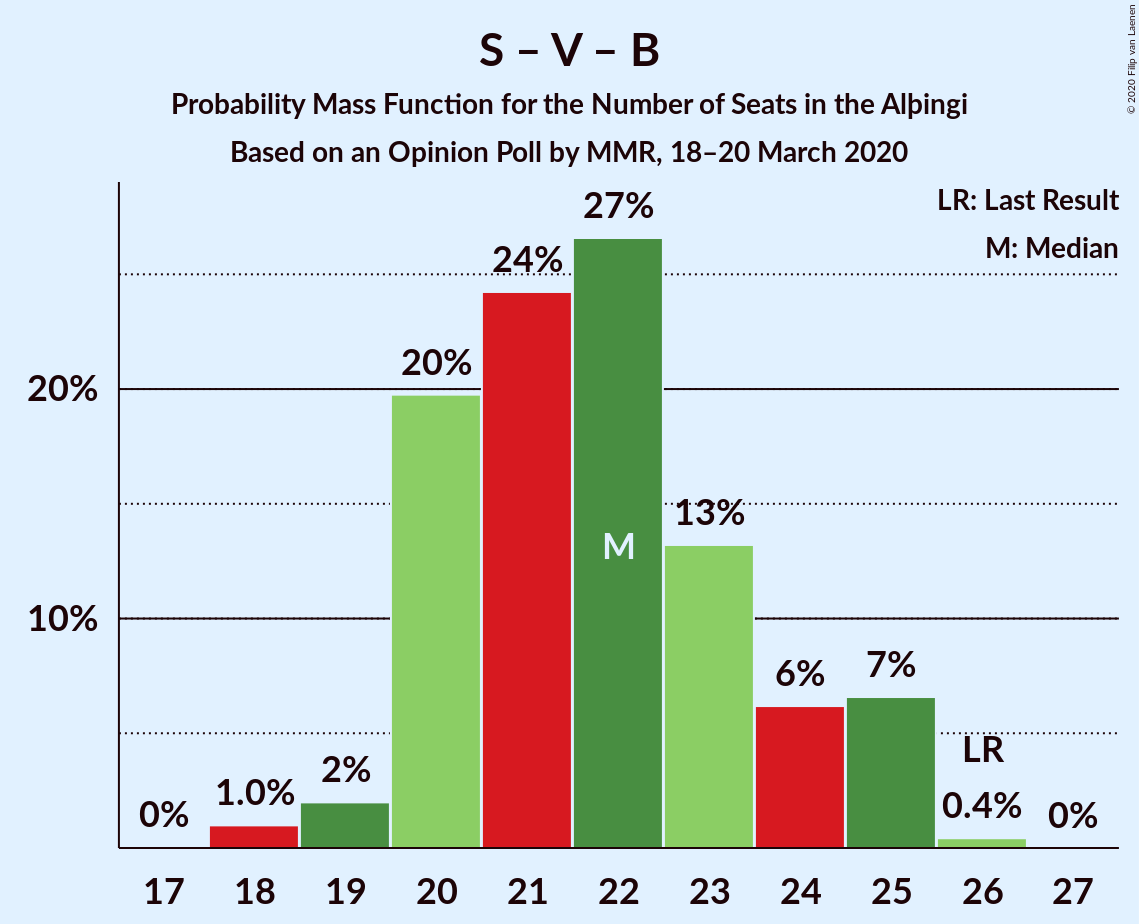 S – V – B
Probability Mass Function for the Number of Seats in the Alþingi
Based on an Opinion Poll by MMR, 18–20 March 2020
© 2020 Filip van Laenen
LR: Last Result
M: Median
27%
24%
20%
20%
13%
M
10%
7%
6%
LR
2%
1.0%
0.4%
0%
0%
17 18 19 20 21 22 23 24 25 26 27